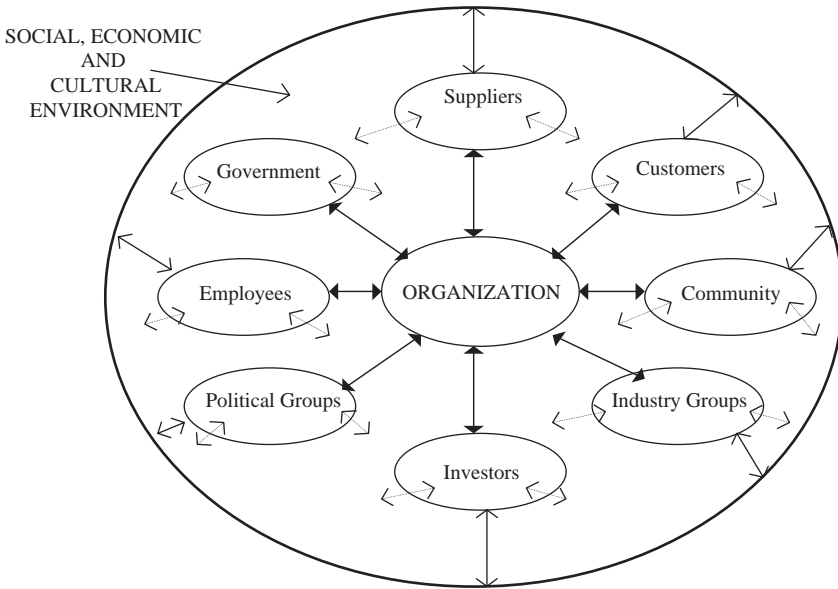 SOCIAL, ECONOMIC
AND
CULTURAL
ENVIRONMENT
Suppliers
Government
Customers
Employees
ORGANIZATION
Community
Political Groups
Industry Groups
Investors